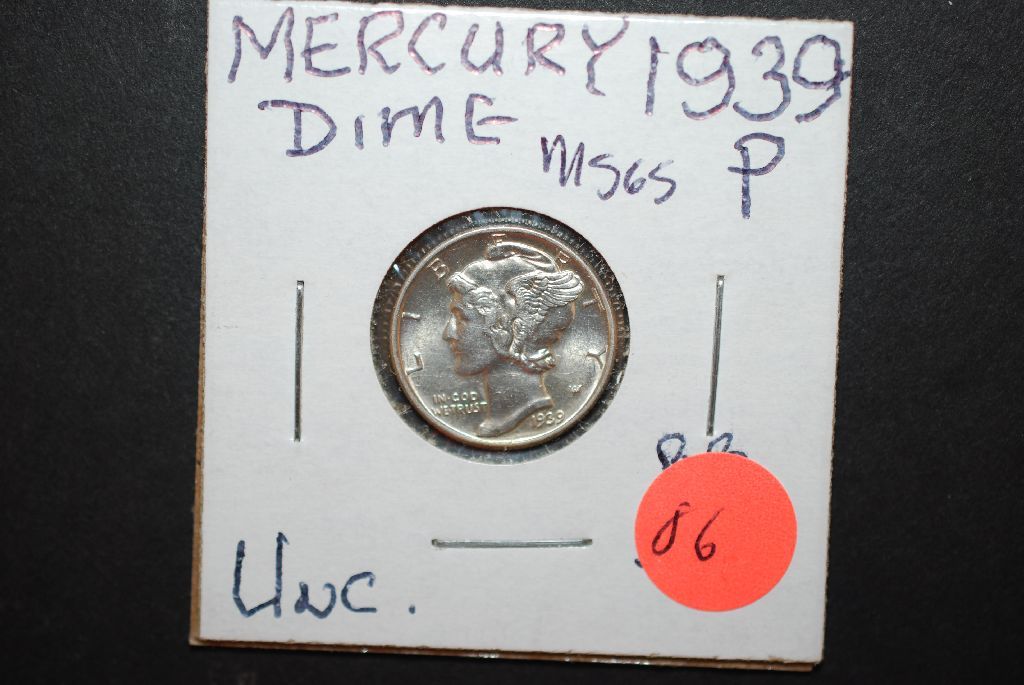 MERCURY 1939
DIME MS65 P
LIBERTY
IN·GOD
WE TRUST
1939
86
Unc.